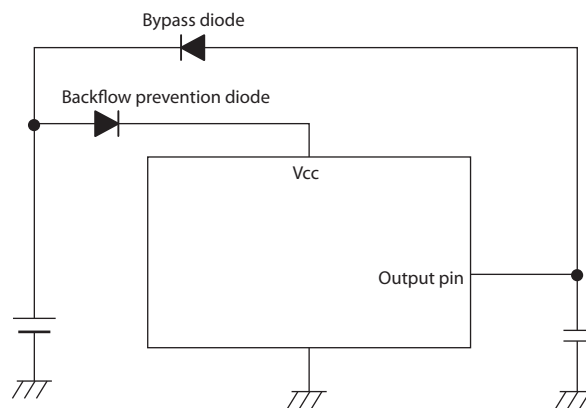 Bypass diode
Backflow prevention diode
Vcc
Output pin